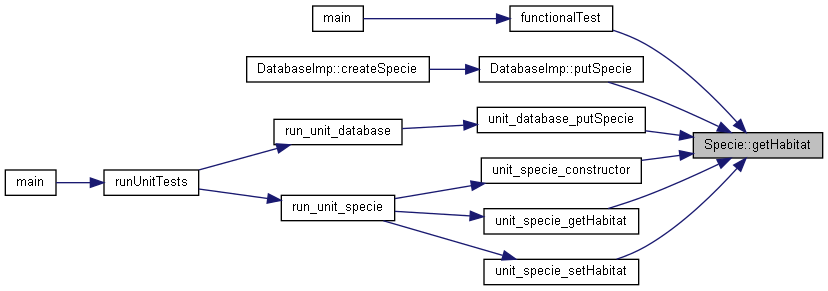 main
functionalTest
DatabaseImp::createSpecie
DatabaseImp::putSpecie
run_unit_database
unit_database_putSpecie
Specie::getHabitat
main
runUnitTests
unit_specie_constructor
run_unit_specie
unit_specie_getHabitat
unit_specie_setHabitat